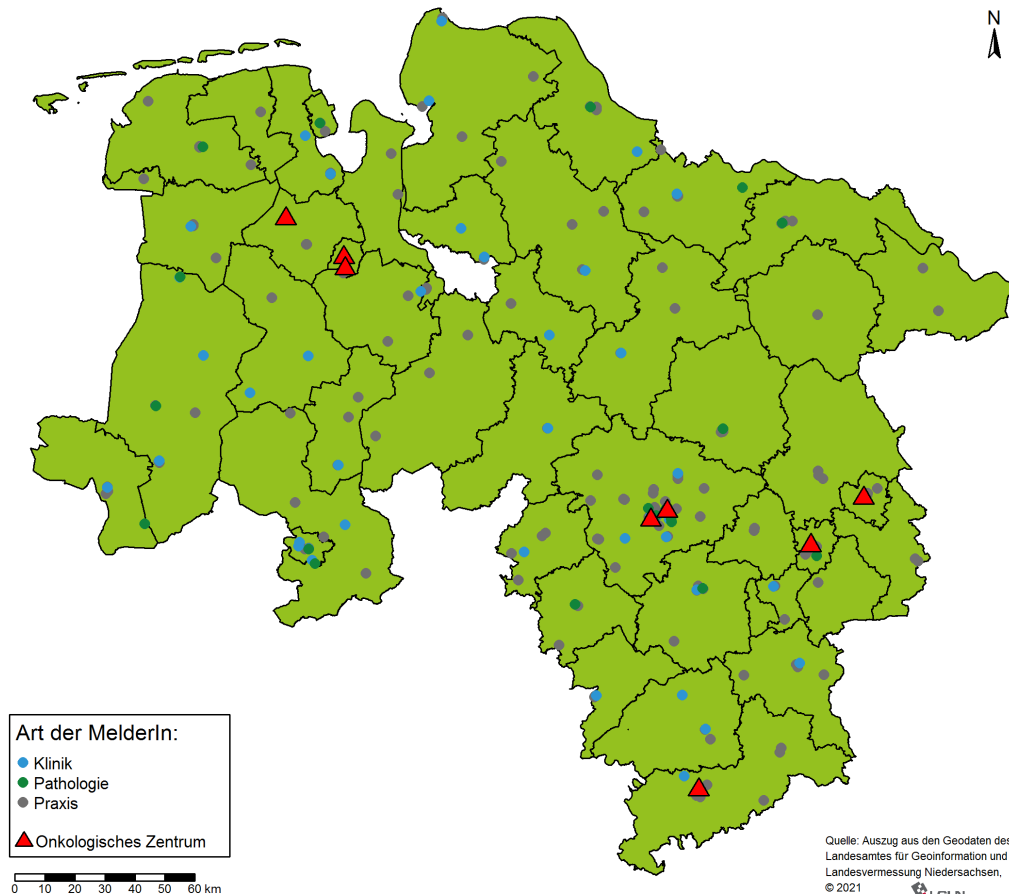 N
Art der MelderIn:
Klinik
Pathologie
Praxis
Onkologisches Zentrum
0 10 20 30 40 50 60 km
Quelle: Auszug aus den Geodaten des
Landesamtes für Geoinformation und
Landesvermessung Niedersachsen,
© 2021